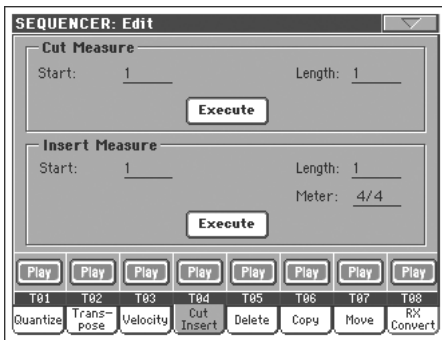 SEQUENCER: Edit
Cut Measure
Start: 1 Length: 1
Execute
Insert Measure
Start: 1 Length: 1
Meter: 4/4
Execute
Play Play Play Play Play Play Play Play
T01 T02 T03 T04 T05 T06 T07 T08
Quantize Trans-pose Velocity Cut Insert Delete Copy Move RX Convert